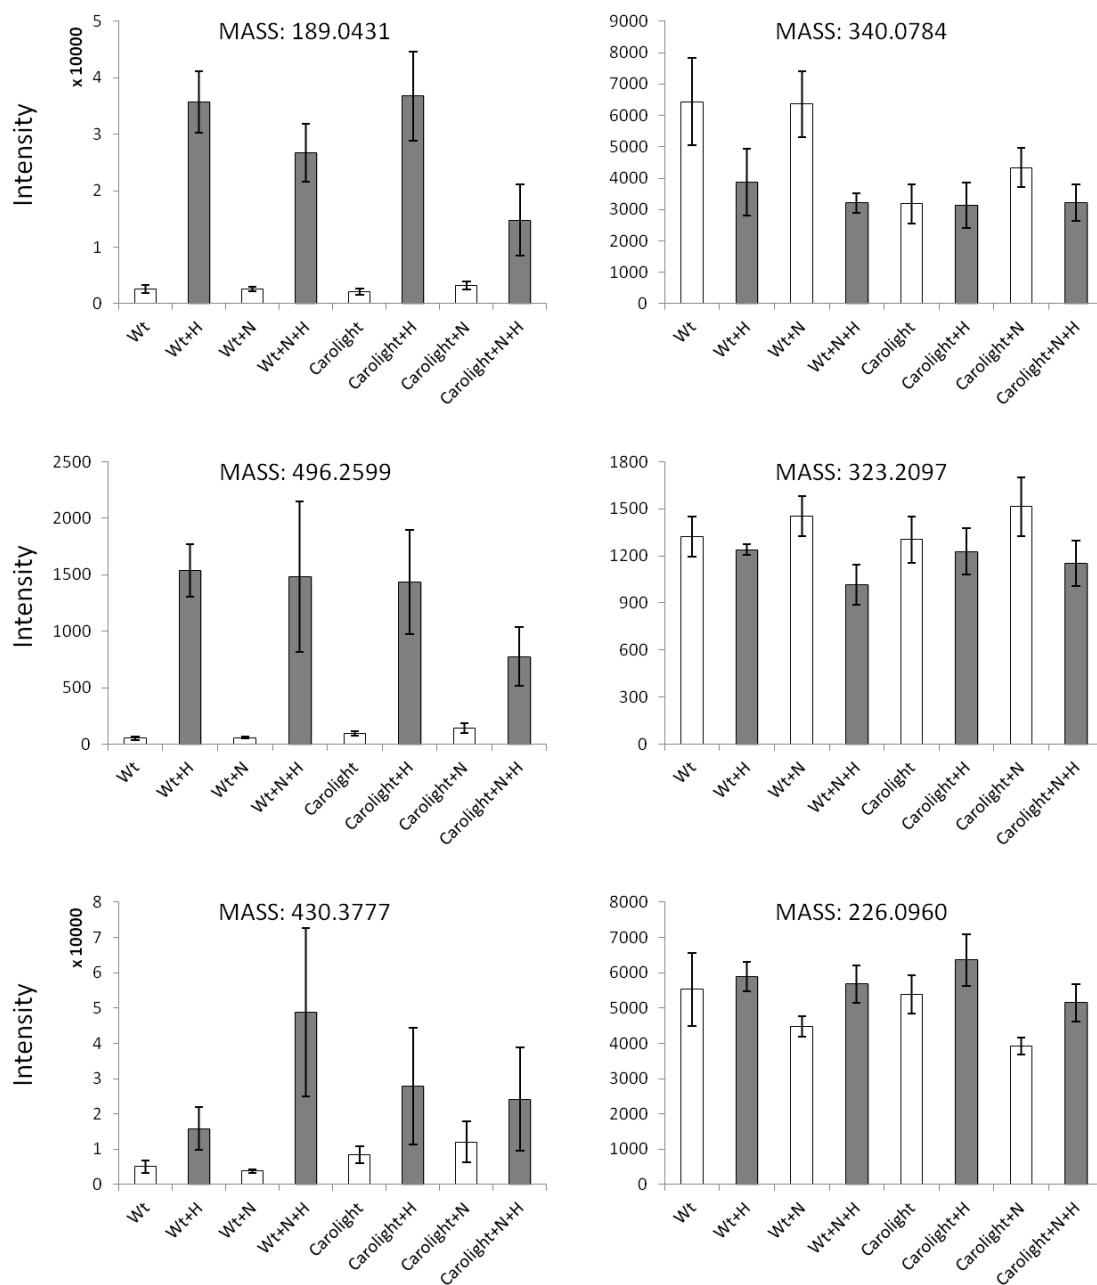 MASS: 189.0431
x 10000
Intensity
5
4
3
2
1
0
Wt
Wt+H
Wt+N
Wt+N+H
Carolight
Carolight+H
Carolight+N
Carolight+N+H
MASS: 340.0784
9000
8000
7000
6000
5000
4000
3000
2000
1000
0
Wt
Wt+H
Wt+N
Wt+N+H
Carolight
Carolight+H
Carolight+N
Carolight+N+H
MASS: 496.2599
Intensity
2500
2000
1500
1000
500
0
Wt
Wt+H
Wt+N
Wt+N+H
Carolight
Carolight+H
Carolight+N
Carolight+N+H
MASS: 323.2097
1800
1500
1200
900
600
300
0
Wt
Wt+H
Wt+N
Wt+N+H
Carolight
Carolight+H
Carolight+N
Carolight+N+H
MASS: 430.3777
x 10000
Intensity
8
7
6
5
4
3
2
1
0
Wt
Wt+H
Wt+N
Wt+N+H
Carolight
Carolight+H
Carolight+N
Carolight+N+H
MASS: 226.0960
8000
7000
6000
5000
4000
3000
2000
1000
0
Wt
Wt+H
Wt+N
Wt+N+H
Carolight
Carolight+H
Carolight+N
Carolight+N+H